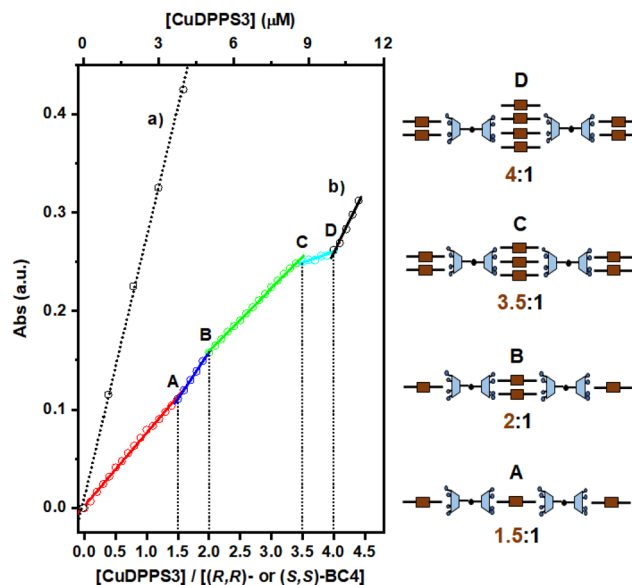 [CuDPPS3] (μM)
0 3 6 9 12
Abs (a.u.)
0.4
0.3
0.2
0.1
0.0
a)
b)
A
B
C
D
0.0 0.5 1.0 1.5 2.0 2.5 3.0 3.5 4.0 4.5
[CuDPPS3] / [(R,R)- or (S,S)-BC4]
D
4:1
C
3.5:1
B
2:1
A
1.5:1